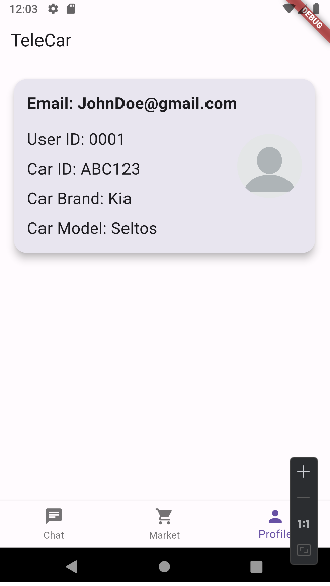 12:03
DEBUG
TeleCar
Email: JohnDoe@gmail.com
User ID: 0001
Car ID: ABC123
Car Brand: Kia
Car Model: Seltos
1:1
Chat
Market
Profile